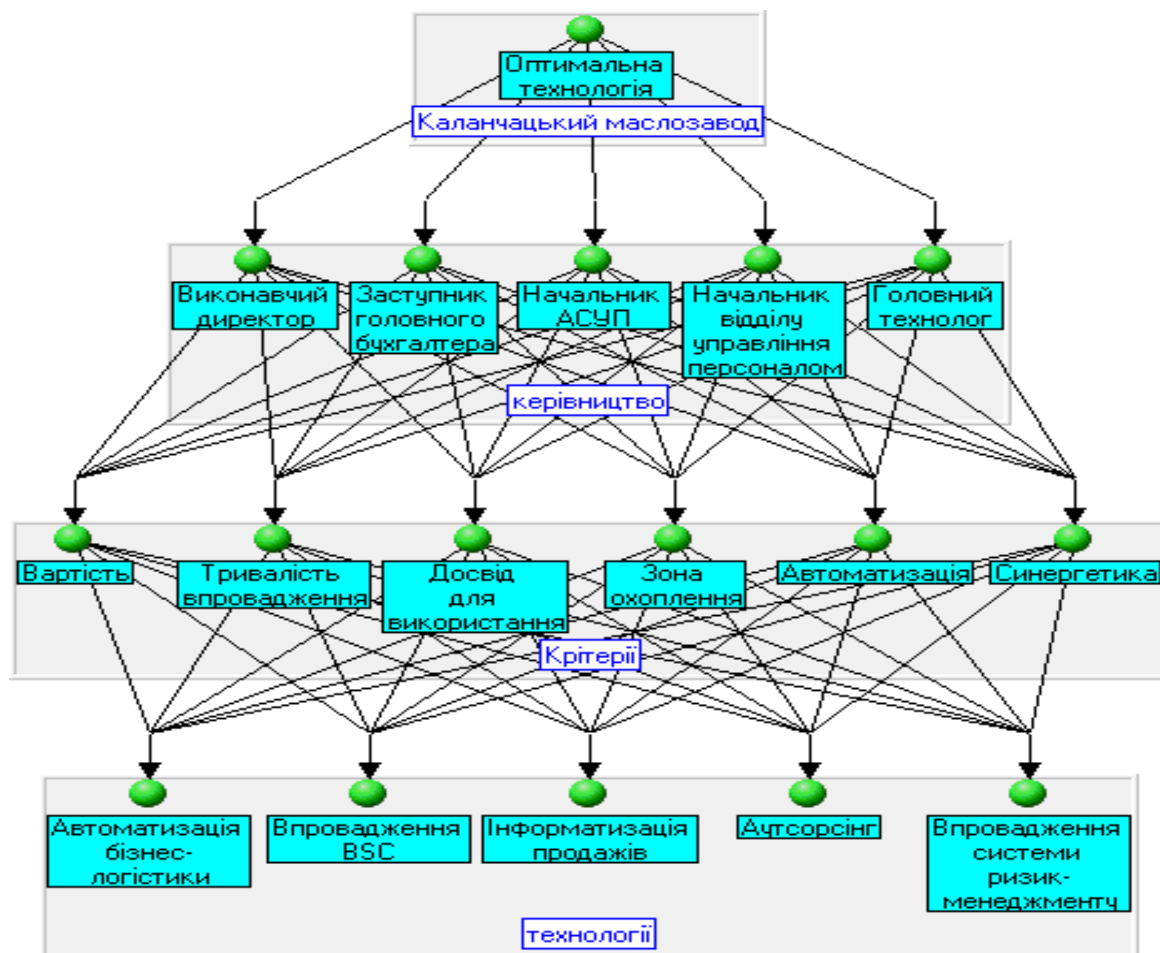 Оптимальна
технологія
Каланчацький маслозавод
Виконавчий
директор
Заступник
головного
бухгалтера
Начальник
АСУП
Начальник
відділу
управління
персоналом
Головний
технолог
керівництво
Вартість
Тривалість
впровадження
Досвід
для
використання
Зона
охоплення
Автоматизація
Синергетика
Крітерії
Автоматизація
бізнес-
логістики
Впровадження
BSC
Інформатизація
продажів
Аутсорсінг
Впровадження
системи
ризик-
менеджменту
технології